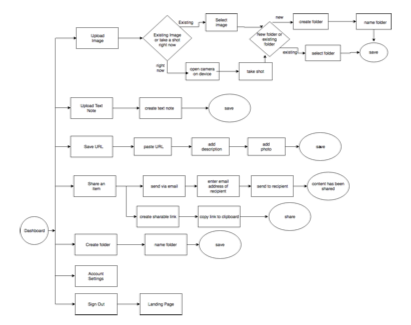 Upload
Image
Existing Image
or take a shot
right now
Existing
Select
image
right
now
open camera
on device
take shot
New folder or
existing
folder
new
create folder
name folder
existing
select folder
save
Upload Text
Note
create text note
save
Save URL
paste URL
add
description
add
photo
save
Share an
item
send via email
enter email
address of
recipient
send to recipient
content has been
shared
create sharable link
copy link to clipboard
share
Dashboard
Create folder
name folder
save
Account
Settings
Sign Out
Landing Page